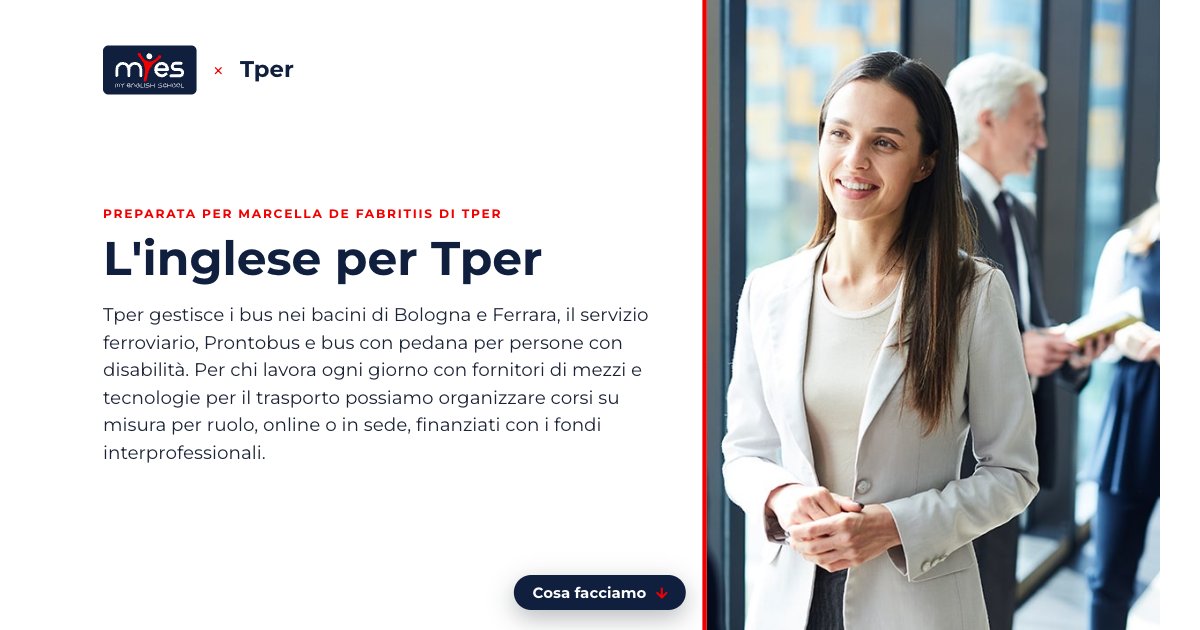 myes
MY ENGLISH SCHOOL
× Tper
PREPARATA PER MARCELLA DE FABRITIIS DI TPER
L'inglese per Tper
Tper gestisce i bus nei bacini di Bologna e Ferrara, il servizio
ferroviario, Prontobus e bus con pedana per persone con
disabilità. Per chi lavora ogni giorno con fornitori di mezzi e
tecnologie per il trasporto possiamo organizzare corsi su
misura per ruolo, online o in sede, finanziati con i fondi
interprofessionali.
Cosa facciamo ↓